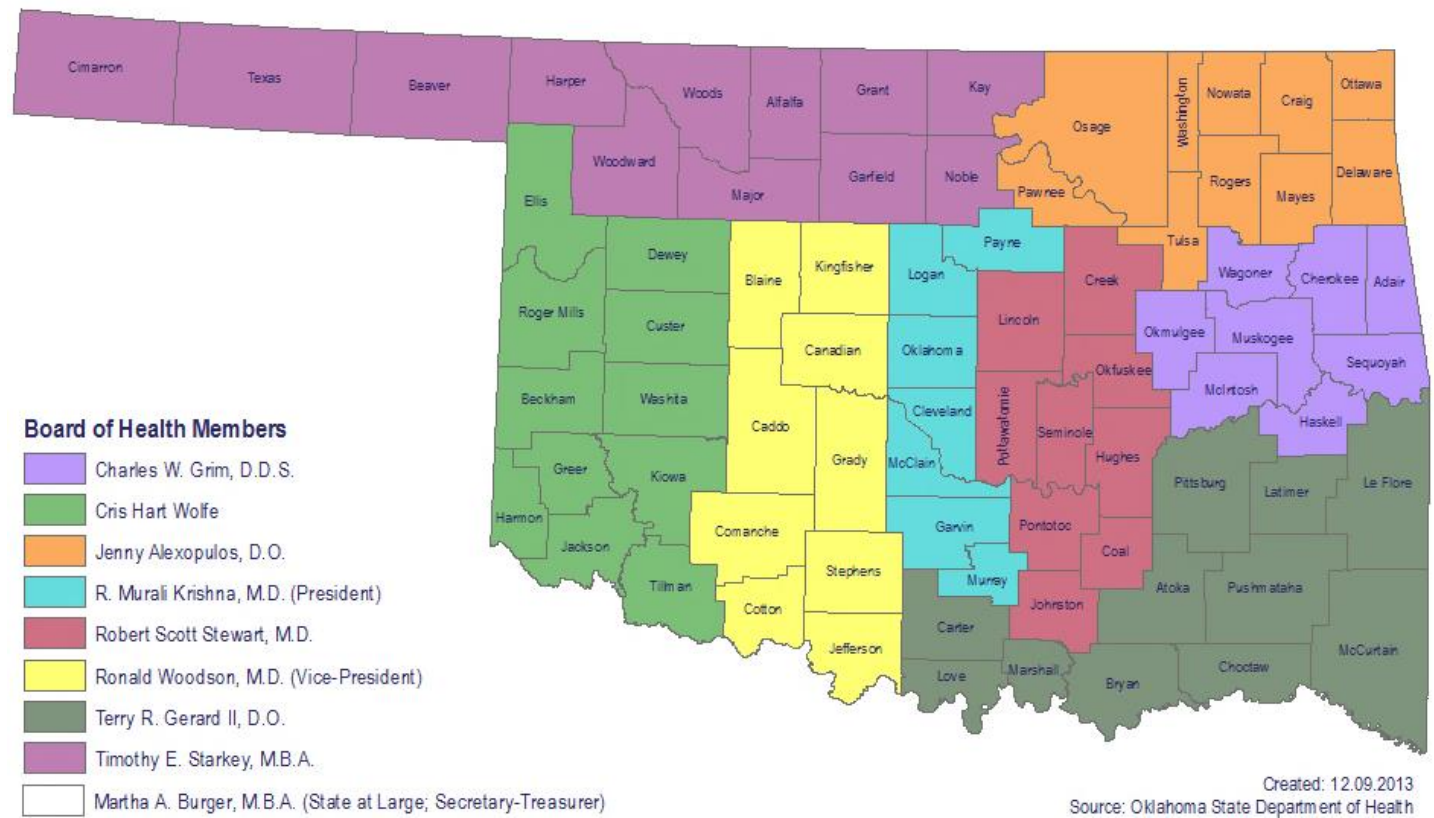 Cimarron
Texas
Beaver
Harper
Woods
Alfalfa
Grant
Kay
Osage
Washington
Nowata
Craig
Ottawa
Woodward
Major
Garfield
Noble
Pawnee
Rogers
Mayes
Delaware
Ellis
Dewey
Blaine
Kingfisher
Logan
Payne
Creek
Tulsa
Wagoner
Cherokee
Adair
Roger Mills
Custer
Canadian
Oklahoma
Lincoln
Okmulgee
Muskogee
Sequoyah
Beckham
Washita
Caddo
Grady
Cleveland
McClain
Pottawatomie
Seminole
Okfuskee
Hughes
McIntosh
Haskell
Greer
Kiowa
Harmon
Jackson
Tillman
Comanche
Cotton
Stephens
Jefferson
Garvin
Murray
Pontotoc
Coal
Johnston
Pittsburg
Latimer
Le Flore
Atoka
Pushmataha
McCurtain
Carter
Love
Marshall
Bryan
Choctaw
Board of Health Members
Charles W. Grim, D.D.S.
Cris Hart Wolfe
Jenny Alexopulos, D.O.
R. Murali Krishna, M.D. (President)
Robert Scott Stewart, M.D.
Ronald Woodson, M.D. (Vice-President)
Terry R. Gerard II, D.O.
Timothy E. Starkey, M.B.A.
Martha A. Burger, M.B.A. (State at Large; Secretary-Treasurer)
Created: 12.09.2013
Source: Oklahoma State Department of Health